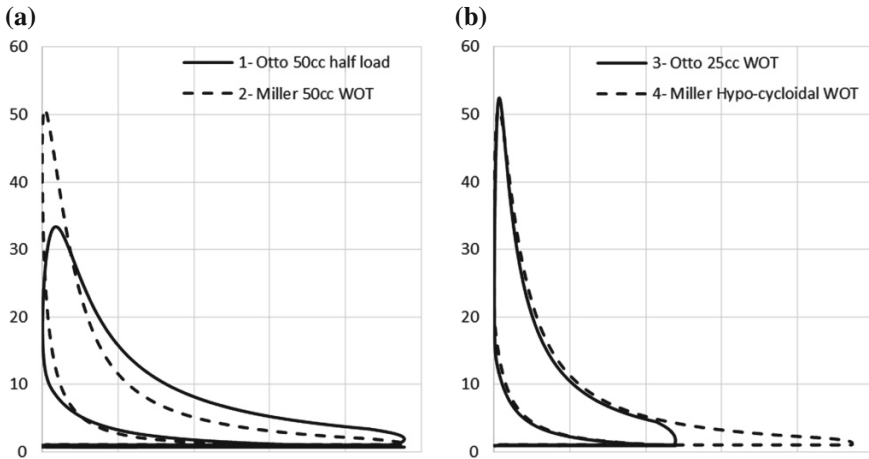 (a)
60
50
40
30
20
10
0
1- Otto 50cc half load
2- Miller 50cc WOT
(b)
60
50
40
30
20
10
0
3- Otto 25cc WOT
4- Miller Hypo-cycloidal WOT